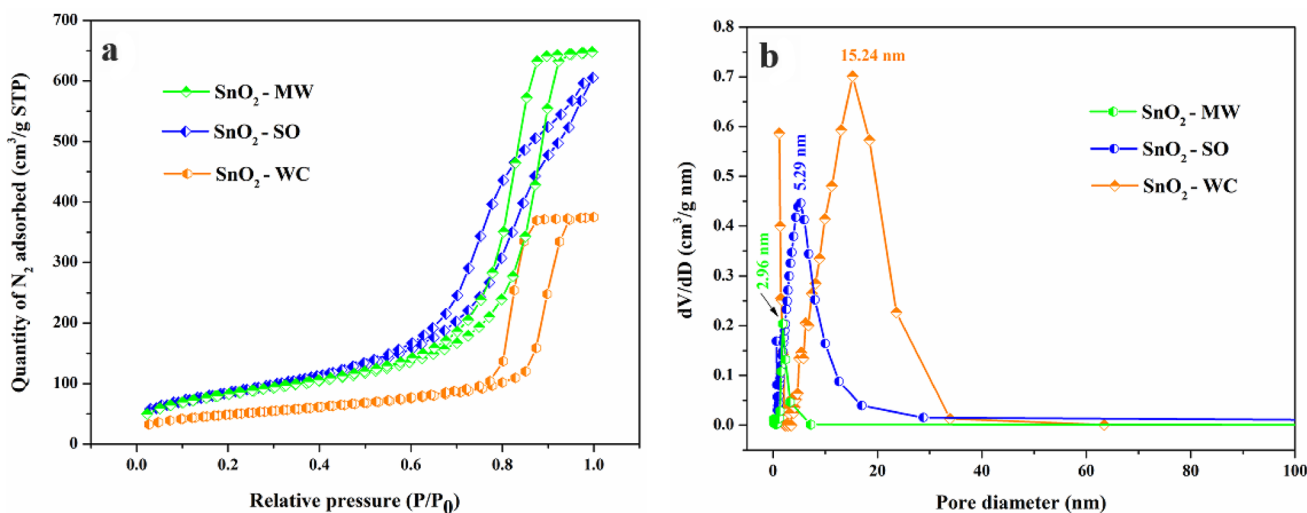 a
SnO2 - MW
SnO2 - SO
SnO2 - WC
Quantity of N2 adsorbed (cm3/g STP)
700
650
600
500
400
300
200
100
0
0.0 0.2 0.4 0.6 0.8 1.0
Relative pressure (P/P0)
b
15.24 nm
5.29 nm
2.96 nm
SnO2 - MW
SnO2 - SO
SnO2 - WC
dV/dD (cm3/g nm)
0.8
0.7
0.6
0.5
0.4
0.3
0.2
0.1
0.0
0 20 40 60 80 100
Pore diameter (nm)